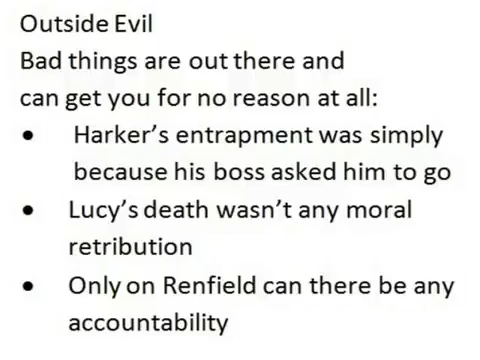 Outside Evil
Bad things are out there and
can get you for no reason at all:
• Harker's entrapment was simply
because his boss asked him to go
• Lucy's death wasn't any moral
retribution
• Only on Renfield can there be any
accountability